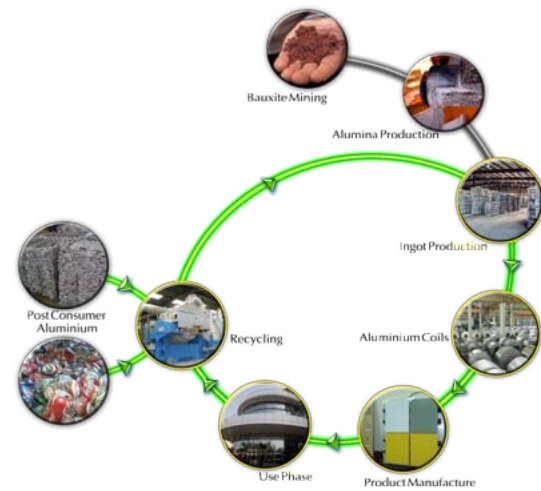 Bauxite Mining
Alumina Production
Ingot Production
Post Consumer
Aluminium
Recycling
Aluminium Coils
Use Phase
Product Manufacture